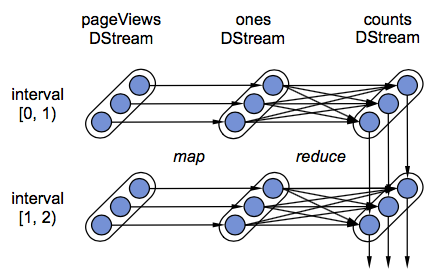 pageViews
DStream
ones
DStream
counts
DStream
interval
[0, 1)
map
reduce
interval
[1, 2)